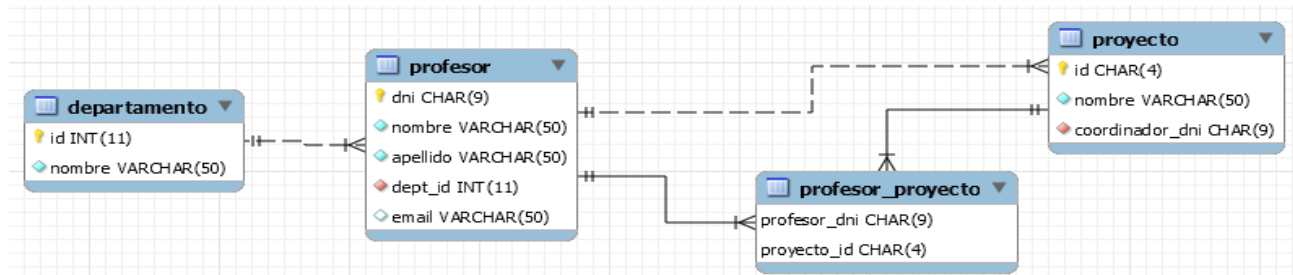 departamento
id INT(11)
nombre VARCHAR(50)
profesor
dni CHAR(9)
nombre VARCHAR(50)
apellido VARCHAR(50)
dept_id INT(11)
email VARCHAR(50)
profesor_proyecto
profesor_dni CHAR(9)
proyecto_id CHAR(4)
proyecto
id CHAR(4)
nombre VARCHAR(50)
coordinador_dni CHAR(9)